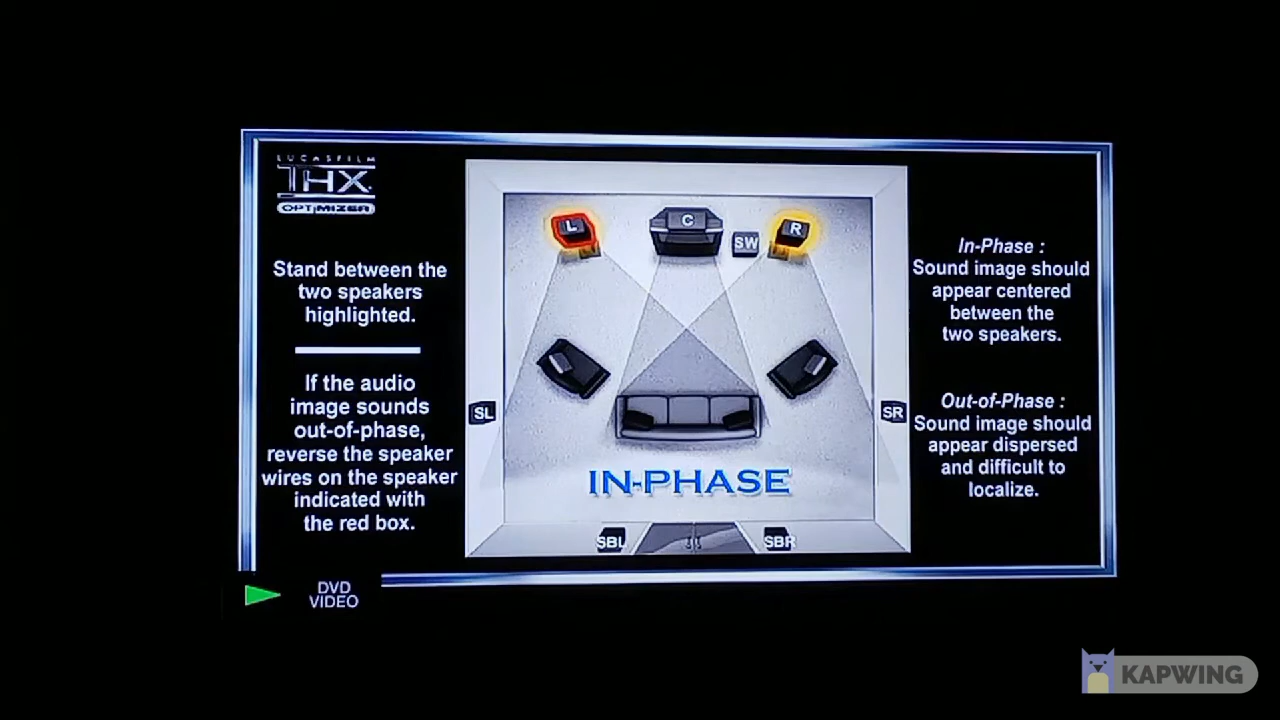 LUCASFILM
THX
OPTIMIZER
Stand between the
two speakers
highlighted.
If the audio
image sounds
out-of-phase,
reverse the speaker
wires on the speaker
indicated with
the red box.
L
C
R
SW
SL
SR
IN-PHASE
SBL
SBR
In-Phase :
Sound image should
appear centered
between the
two speakers.
Out-of-Phase :
Sound image should
appear dispersed
and difficult to
localize.
DVD
VIDEO
KAPWING